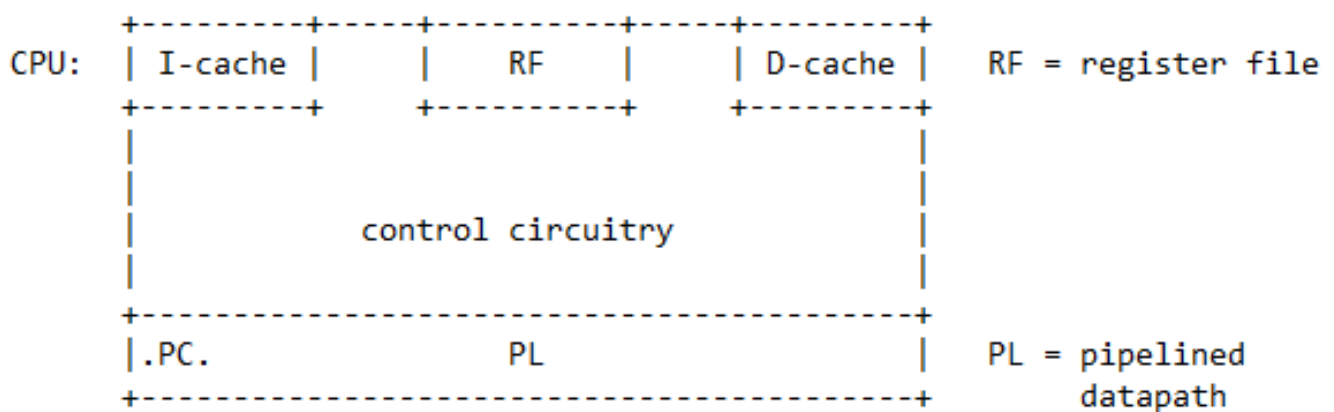 CPU: | I-cache | | RF | | D-cache | RF = register file
control circuitry
|.PC. PL | PL = pipelined
datapath